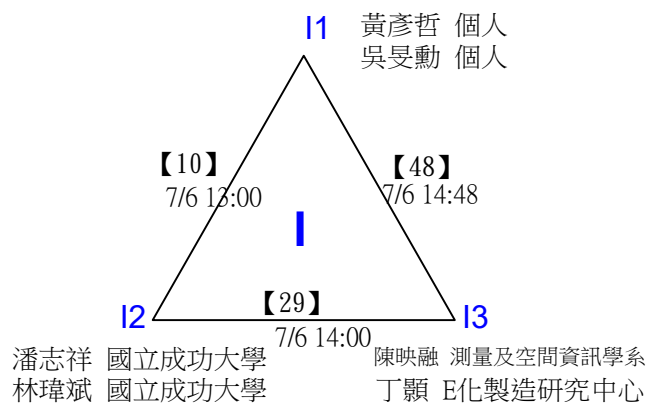 I1
黃彥哲 個人
吳旻勳 個人
【10】
7/6 13:00
【48】
7/6 14:48
I
I2
【29】
7/6 14:00
I3
潘志祥 國立成功大學
林瑋斌 國立成功大學
陳映融 測量及空間資訊學系
丁顥 E化製造研究中心